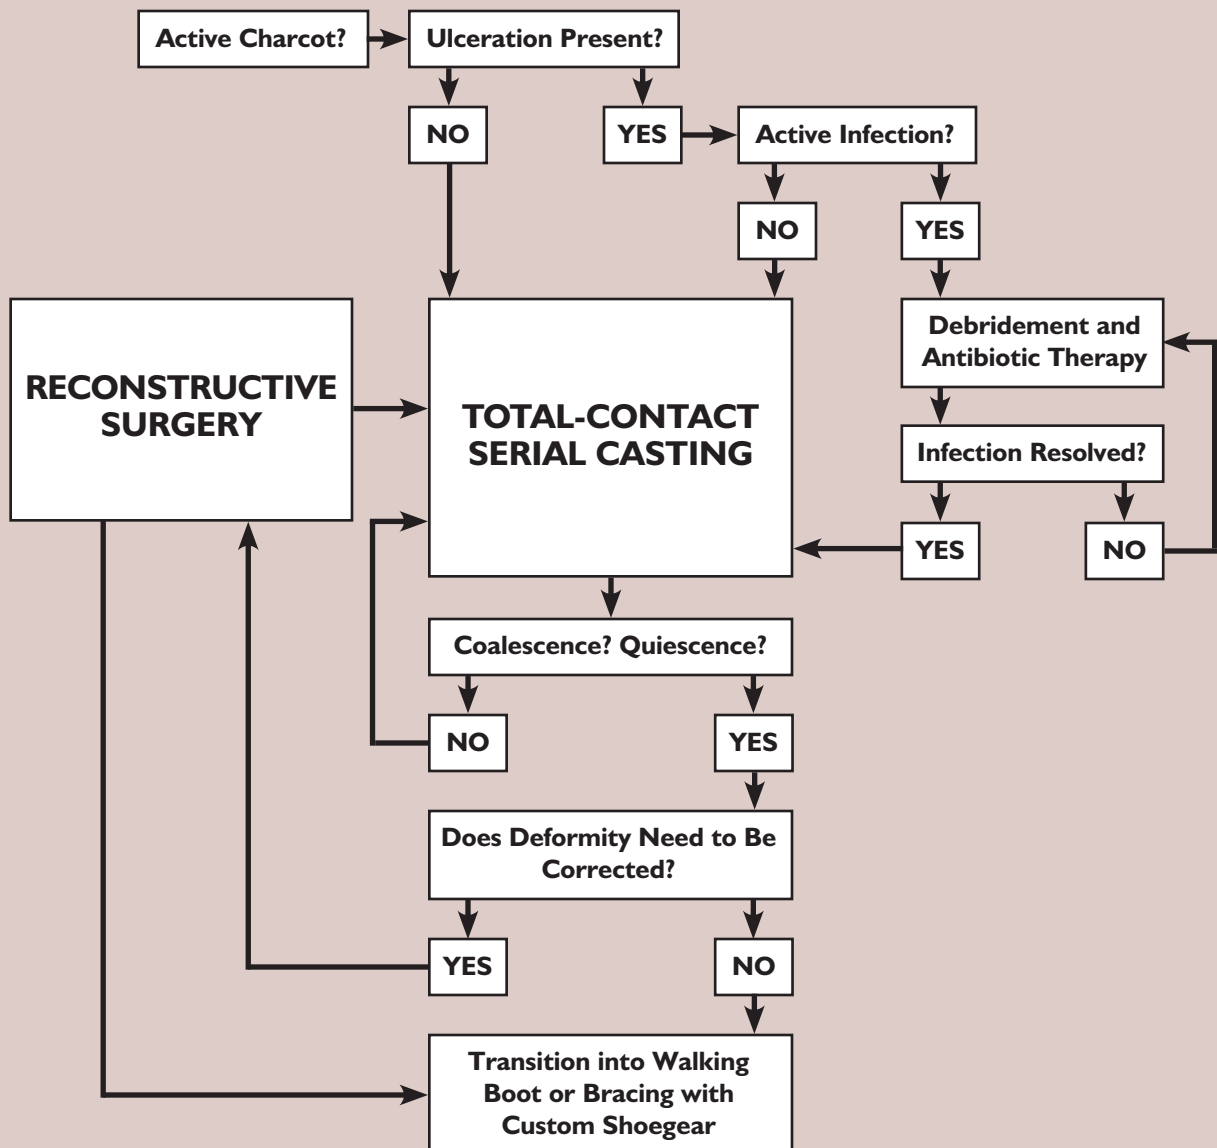 Active Charcot?
Ulceration Present?
NO
YES
Active Infection?
NO
YES
RECONSTRUCTIVE
SURGERY
TOTAL-CONTACT
SERIAL CASTING
Debridement and
Antibiotic Therapy
Infection Resolved?
YES
NO
Coalescence? Quiescence?
NO
YES
Does Deformity Need to Be
Corrected?
YES
NO
Transition into Walking
Boot or Bracing with
Custom Shoegear